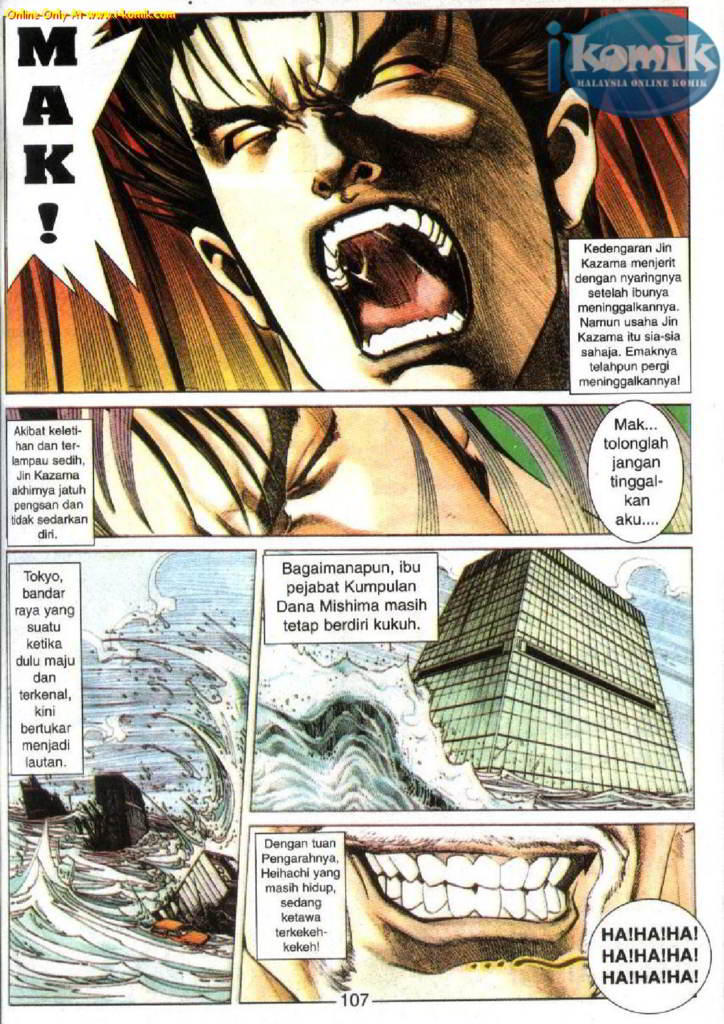 Online Only At www.i-komik.com
iKomik
MALAYSIA ONLINE KOMIK
MAK!
Kedengaran Jin
Kazama menjerit
dengan nyaringnya
setelah ibunya
meninggalkannya.
Namun usaha Jin
Kazama itu sia-sia
sahaja. Emaknya
telahpun pergi
meninggalkannya!
Akibat keleti-
han dan ter-
lampau sedih,
Jin Kazama
akhirnya jatuh
pengsan dan
tidak sedarkan
diri.
Mak...
tolonglah
jangan
tinggal-
kan
aku....
Tokyo,
bandar
raya yang
suatu
ketika
dulu maju
dan
terkenal,
kini
bertukar
menjadi
lautan.
Bagaimanapun, ibu
pejabat Kumpulan
Dana Mishima masih
tetap berdiri kukuh.
Dengan tuan
Pengarahnya,
Heihachi yang
masih hidup,
sedang
ketawa
terkekeh-
kekeh!
HA!HA!HA!
HA!HA!HA!
HA!HA!HA!
107